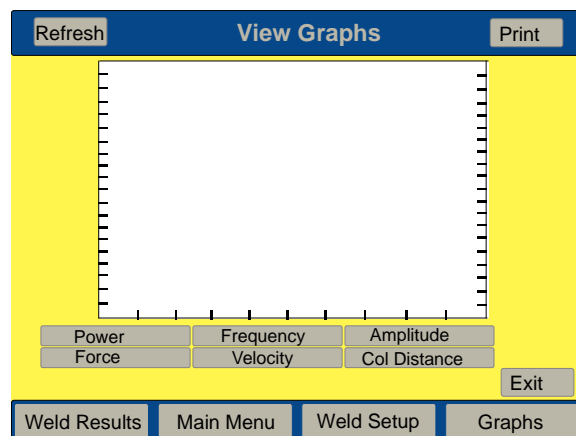 Refresh View Graphs Print
Power Frequency Amplitude
Force Velocity Col Distance
Exit
Weld Results Main Menu Weld Setup Graphs